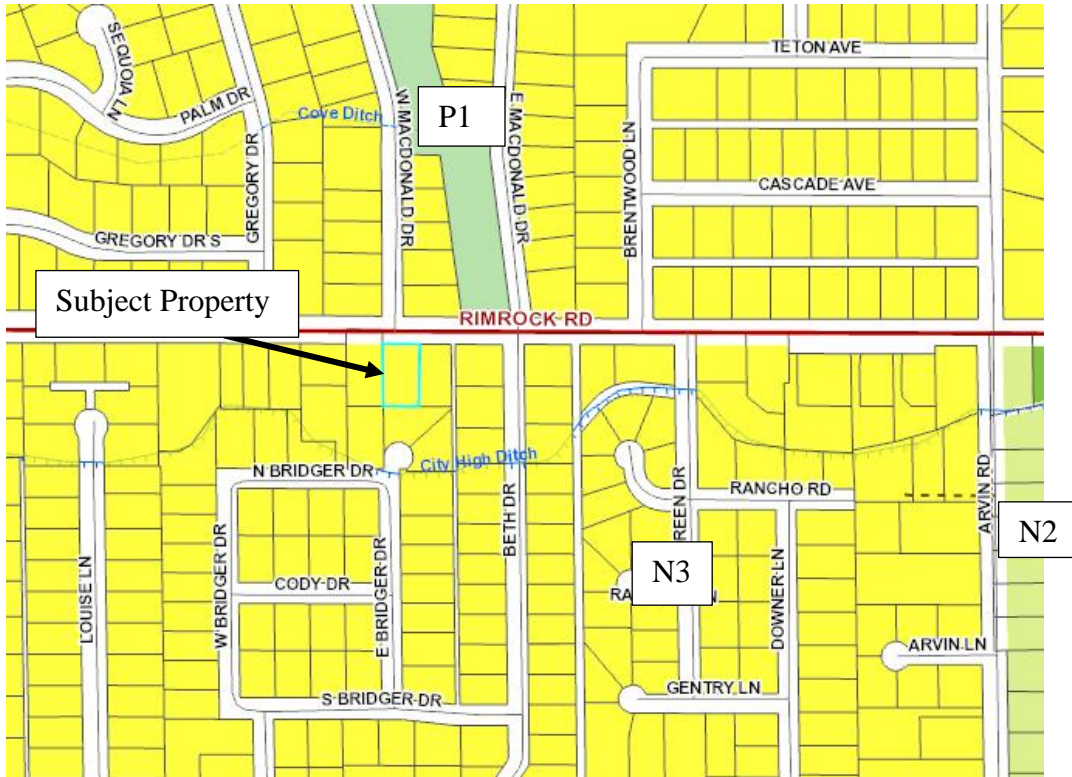 SEQUOIA LN
PALM DR
GREGORY DR
Cove Ditch
W MACDONALD DR
P1
E MACDONALD DR
BRENTWOOD LN
TETON AVE
CASCADE AVE
GREGORY DR S
Subject Property
RIMROCK RD
LOUISE LN
N BRIDGER DR
City High Ditch
W BRIDGER DR
CODY DR
E BRIDGER DR
S BRIDGER DR
BETH DR
REEN DR
RANCHO RD
N3
DOWNER LN
GENTRY LN
ARVIN RD
N2
ARVIN LN